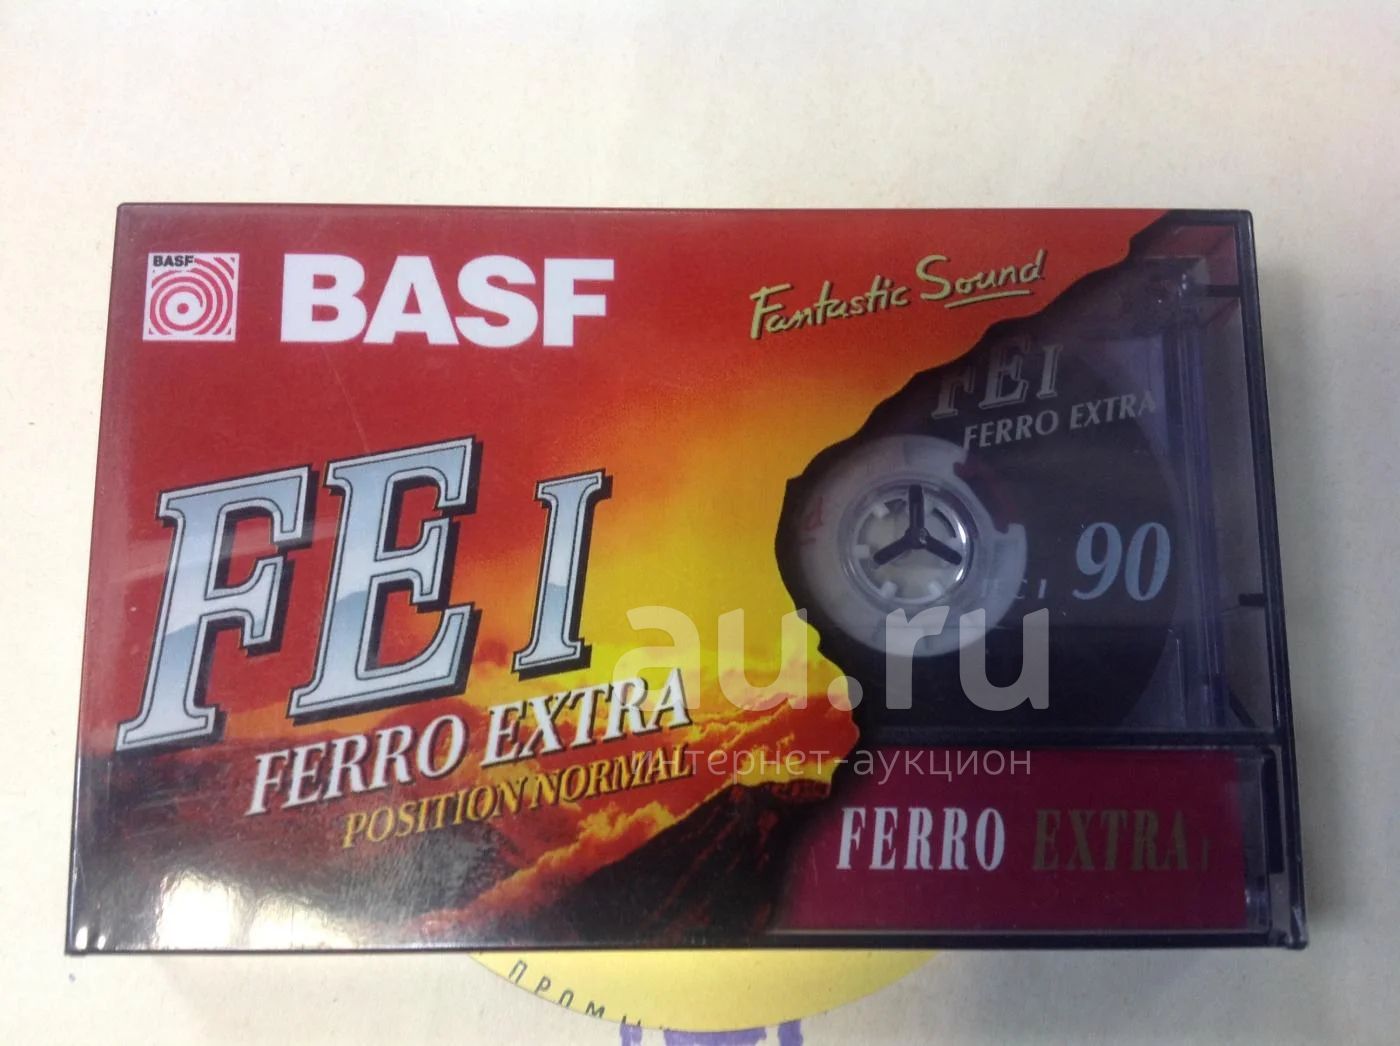 BASF
BASF
Fantastic Sound
FE I
FERRO EXTRA
90
FE I
FERRO EXTRA
POSITION NORMAL
au.ru
интернет-аукцион
FERRO EXTRA I